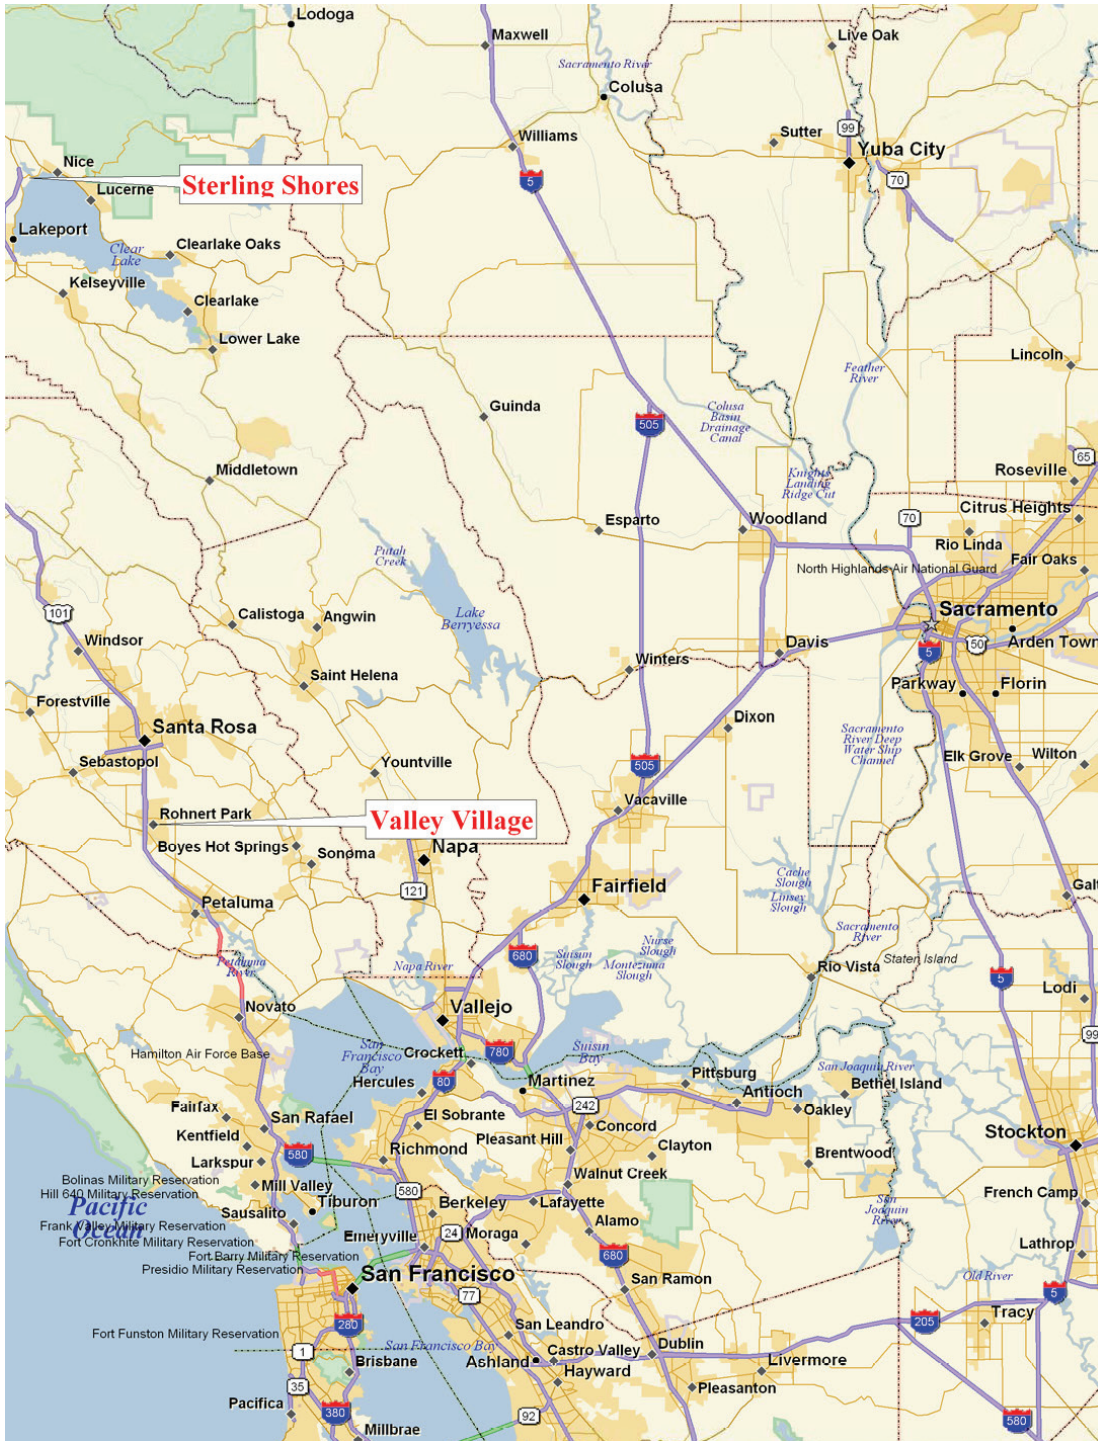 Lodoga
Maxwell
Live Oak
Sacramento River
Colusa
Williams
Sutter
99
Yuba City
Nice
5
70
Sterling Shores
Lucerne
Lakeport
Clear
Lake
Clearlake Oaks
Kelseyville
Clearlake
Lower Lake
Lincoln
Feather
River
Guinda
505
Colusa
Basin
Drainage
Canal
65
Middletown
Roseville
Knights
Landing
Ridge Cut
Esparto
Woodland
70
Citrus Heights
Rio Linda
Fair Oaks
Putah
Creek
North Highlands Air National Guard
101
Calistoga
Angwin
Lake
Berryessa
Sacramento
Windsor
Davis
50
Arden Town
5
Winters
Saint Helena
Parkway
Florin
Forestville
Santa Rosa
Dixon
Sacramento
River Deep
Water Ship
Channel
Sebastopol
Yountville
505
Elk Grove
Wilton
Rohnert Park
Valley Village
Vacaville
Boyes Hot Springs
Sonoma
Napa
121
Fairfield
Cache
Slough
Linsey
Slough
Galt
Petaluma
Sacramento
River
Petaluma
River
Napa River
680
Suisun
Slough
Nurse
Slough
Montezuma
Slough
Staten Island
Rio Vista
5
Lodi
Novato
Vallejo
99
Hamilton Air Force Base
San
Francisco
Bay
Crockett
780
Suisin
Bay
San Joaquin River
Hercules
80
Martinez
Pittsburg
Antioch
Bethel Island
Oakley
Fairfax
San Rafael
El Sobrante
242
Concord
Kentfield
Pleasant Hill
Clayton
Stockton
Larkspur
580
Richmond
Walnut Creek
Brentwood
Bolinas Military Reservation
Mill Valley
Hill 640 Military Reservation
580
Tiburon
Berkeley
Lafayette
French Camp
Pacific
Ocean
Sausalito
San
Joaquin
River
Frank Valley Military Reservation
Fort Cronkhite Military Reservation
Emeryville
24
Moraga
Alamo
Lathrop
Fort Barry Military Reservation
680
Presidio Military Reservation
San Francisco
San Ramon
Old River
5
77
Tracy
205
Fort Funston Military Reservation
280
San Leandro
San Francisco Bay
1
Brisbane
Ashland
Castro Valley
Dublin
Livermore
Hayward
35
Pleasanton
Pacifica
380
92
580
Millbrae